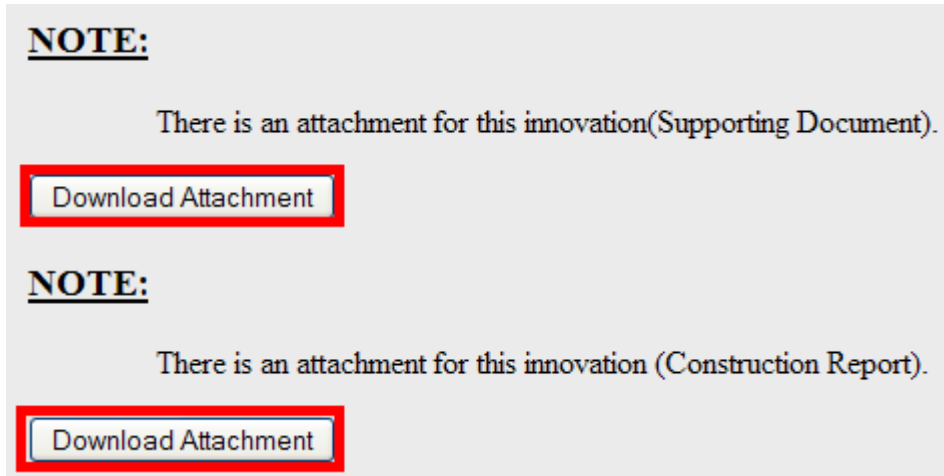 NOTE:
There is an attachment for this innovation(Supporting Document).
Download Attachment
NOTE:
There is an attachment for this innovation (Construction Report).
Download Attachment